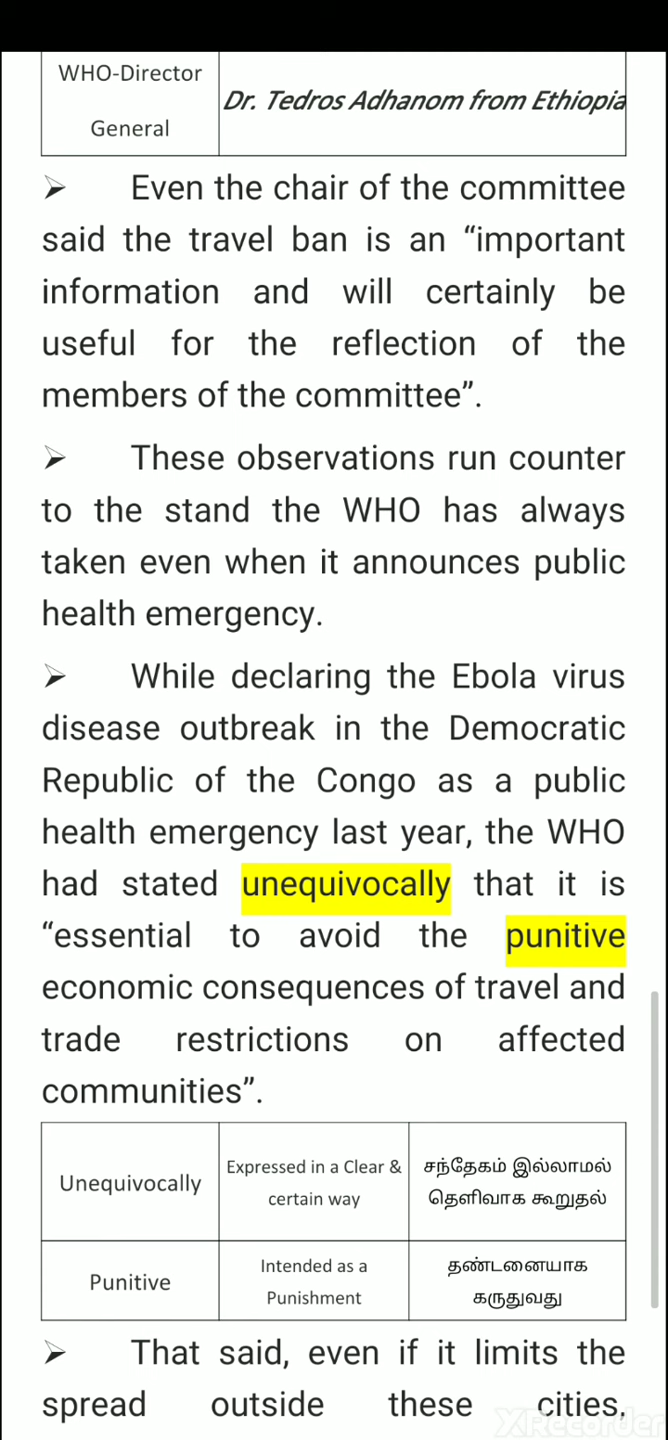 WHO-Director
General
Dr. Tedros Adhanom from Ethiopia
➢ Even the chair of the committee
said the travel ban is an “important
information and will certainly be
useful for the reflection of the
members of the committee”.
➢ These observations run counter
to the stand the WHO has always
taken even when it announces public
health emergency.
➢ While declaring the Ebola virus
disease outbreak in the Democratic
Republic of the Congo as a public
health emergency last year, the WHO
had stated unequivocally that it is
“essential to avoid the punitive
economic consequences of travel and
trade restrictions on affected
communities”.
Unequivocally
Expressed in a Clear &
certain way
சந்தேகம் இல்லாமல்
தெளிவாக கூறுதல்
Punitive
Intended as a
Punishment
தண்டனையாக
கருதுவது
➢ That said, even if it limits the
spread outside these cities,
XRecorder